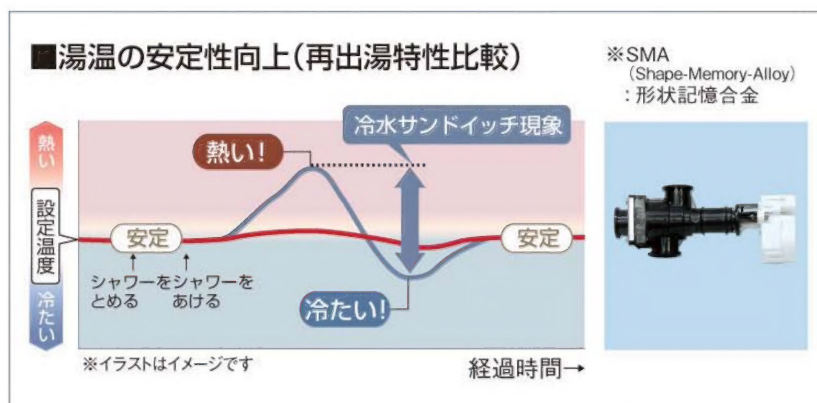 ■湯温の安定性向上(再出湯特性比較)
※SMA
(Shape-Memory-Alloy)
:形状記憶合金
冷水サンドイッチ現象
熱い!
熱い
設定温度
冷たい
安定
安定
シャワーを
とめる
シャワーを
あける
冷たい!
※イラストはイメージです
経過時間→